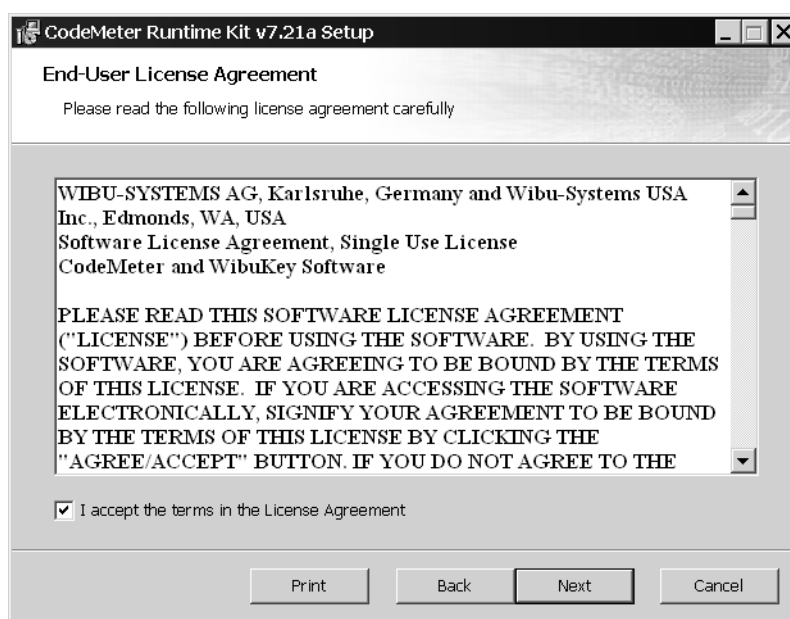 CodeMeter Runtime Kit v7.21a Setup
End-User License Agreement
Please read the following license agreement carefully
WIBU-SYSTEMS AG, Karlsruhe, Germany and Wibu-Systems USA
Inc., Edmonds, WA, USA
Software License Agreement, Single Use License
CodeMeter and WibuKey Software
PLEASE READ THIS SOFTWARE LICENSE AGREEMENT
("LICENSE") BEFORE USING THE SOFTWARE.  BY USING THE
SOFTWARE, YOU ARE AGREEING TO BE BOUND BY THE TERMS
OF THIS LICENSE.  IF YOU ARE ACCESSING THE SOFTWARE
ELECTRONICALLY, SIGNIFY YOUR AGREEMENT TO BE BOUND
BY THE TERMS OF THIS LICENSE BY CLICKING THE
"AGREE/ACCEPT" BUTTON. IF YOU DO NOT AGREE TO THE
I accept the terms in the License Agreement
Print Back Next Cancel